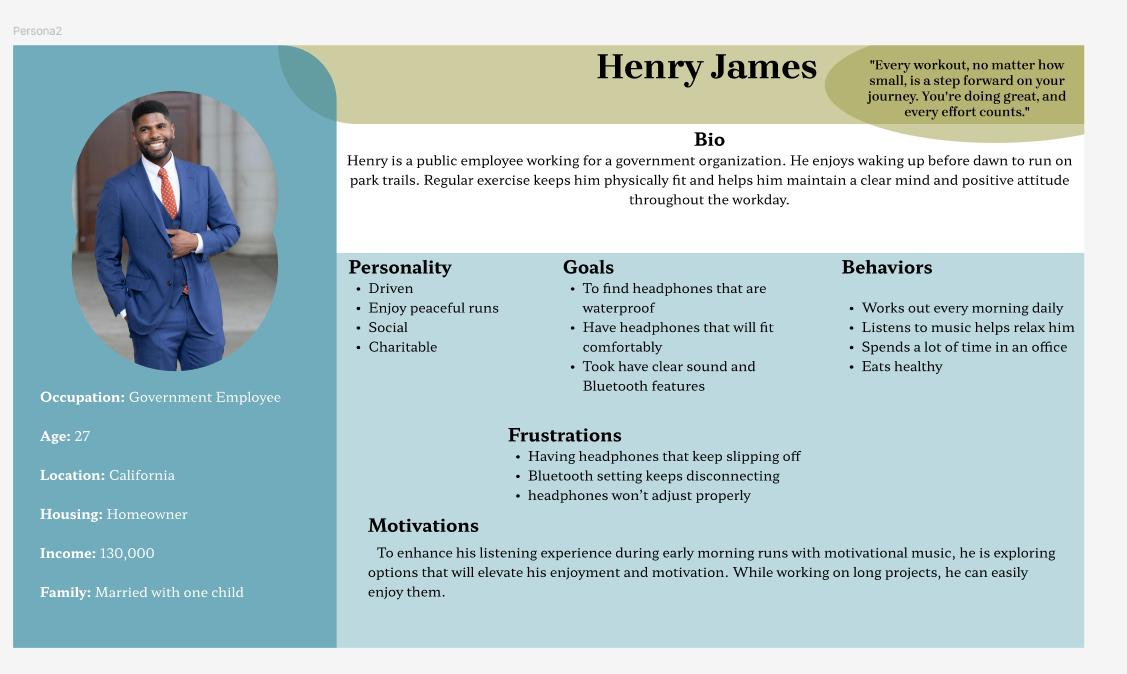 Persona2
Henry James
"Every workout, no matter how
small, is a step forward on your
journey. You're doing great, and
every effort counts."
Bio
Henry is a public employee working for a government organization. He enjoys waking up before dawn to run on
park trails. Regular exercise keeps him physically fit and helps him maintain a clear mind and positive attitude
throughout the workday.
Personality
• Driven
• Enjoy peaceful runs
• Social
• Charitable
Goals
• To find headphones that are
waterproof
• Have headphones that will fit
comfortably
• Took have clear sound and
Bluetooth features
Behaviors
• Works out every morning daily
• Listens to music helps relax him
• Spends a lot of time in an office
• Eats healthy
Occupation: Government Employee
Age: 27
Location: California
Housing: Homeowner
Income: 130,000
Family: Married with one child
Frustrations
• Having headphones that keep slipping off
• Bluetooth setting keeps disconnecting
• headphones won’t adjust properly
Motivations
To enhance his listening experience during early morning runs with motivational music, he is exploring
options that will elevate his enjoyment and motivation. While working on long projects, he can easily
enjoy them.